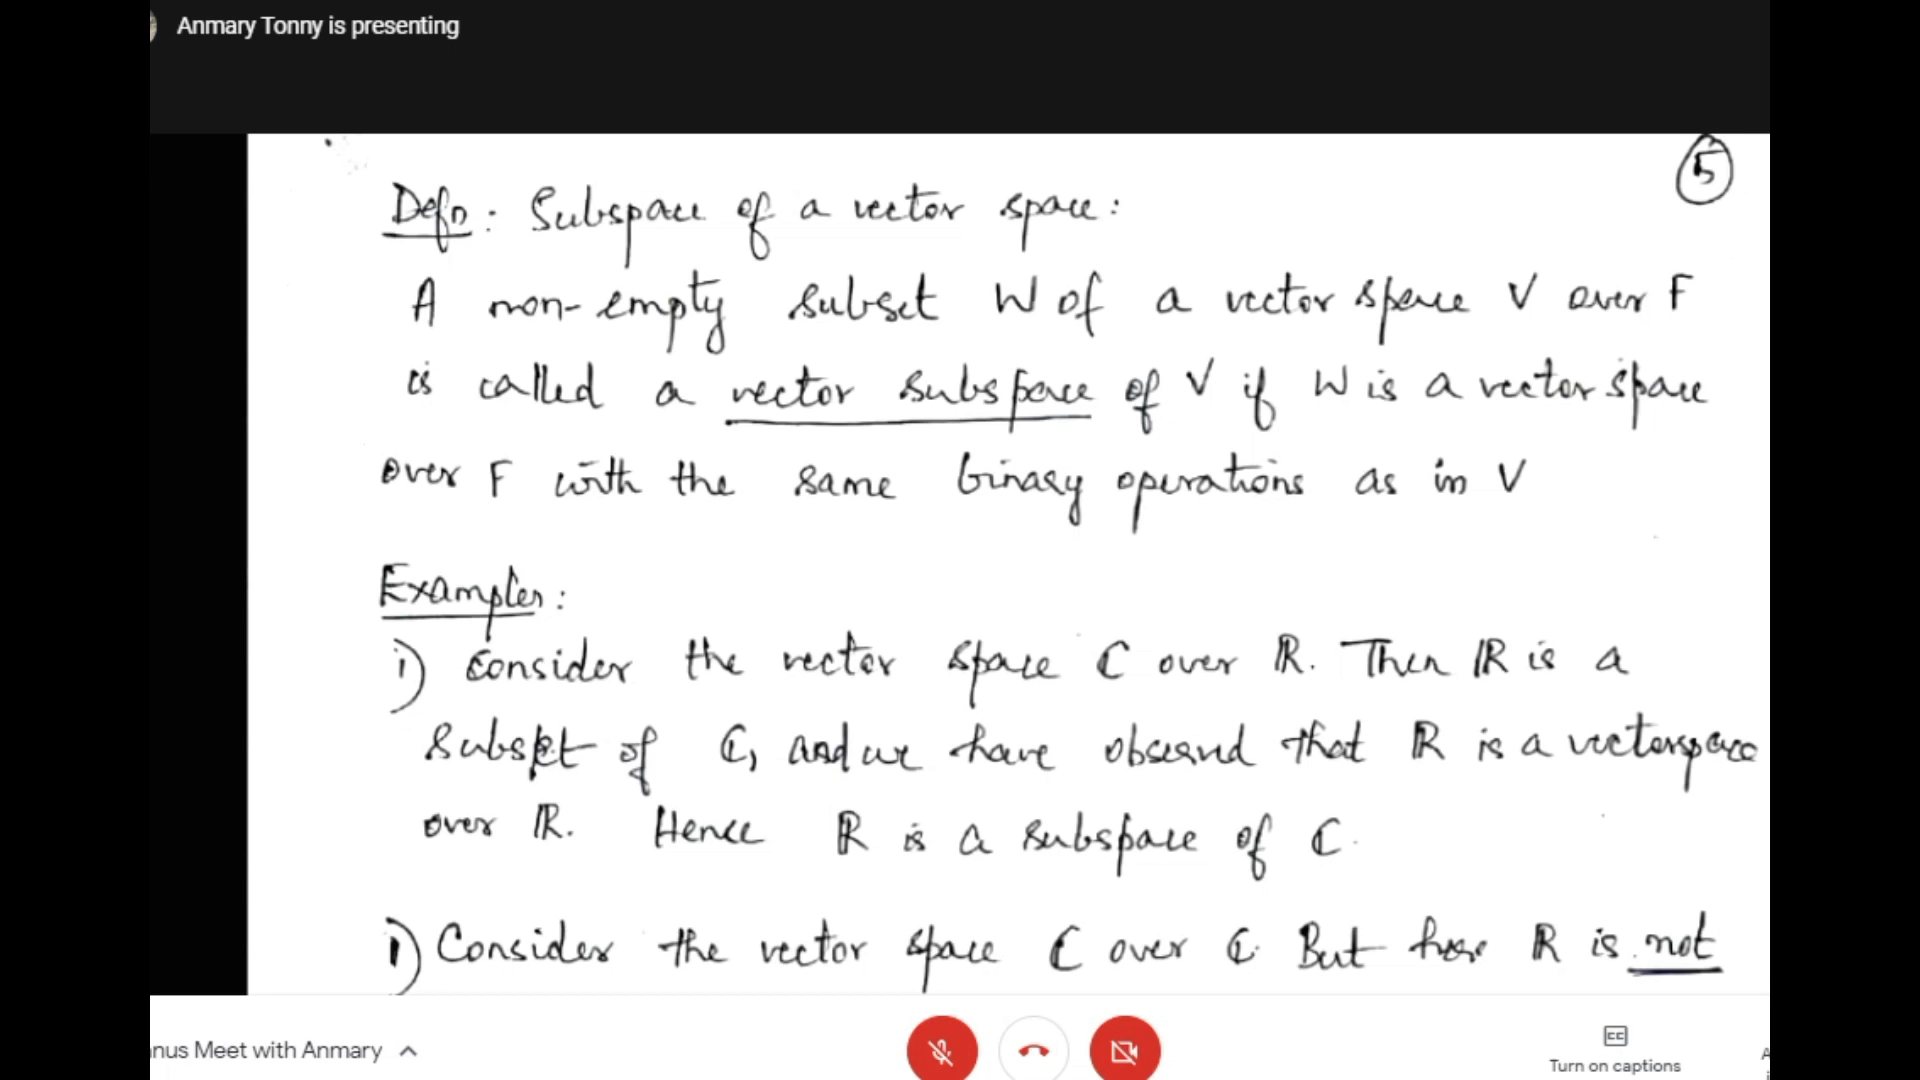 Anmary Tonny is presenting
5
Defn: Subspace of a vector space:
A non-empty subset W of a vector space V over F
is called a vector subspace of V if W is a vector space
over F with the same binary operations as in V
Examples:
i) Consider the vector space ℂ over ℝ. Then ℝ is a
subset of ℂ, and we have observed that ℝ is a vectorspace
over ℝ. Hence ℝ is a subspace of ℂ.
1) Consider the vector space ℂ over ℂ. But here ℝ is not
nus Meet with Anmary
CC
Turn on captions